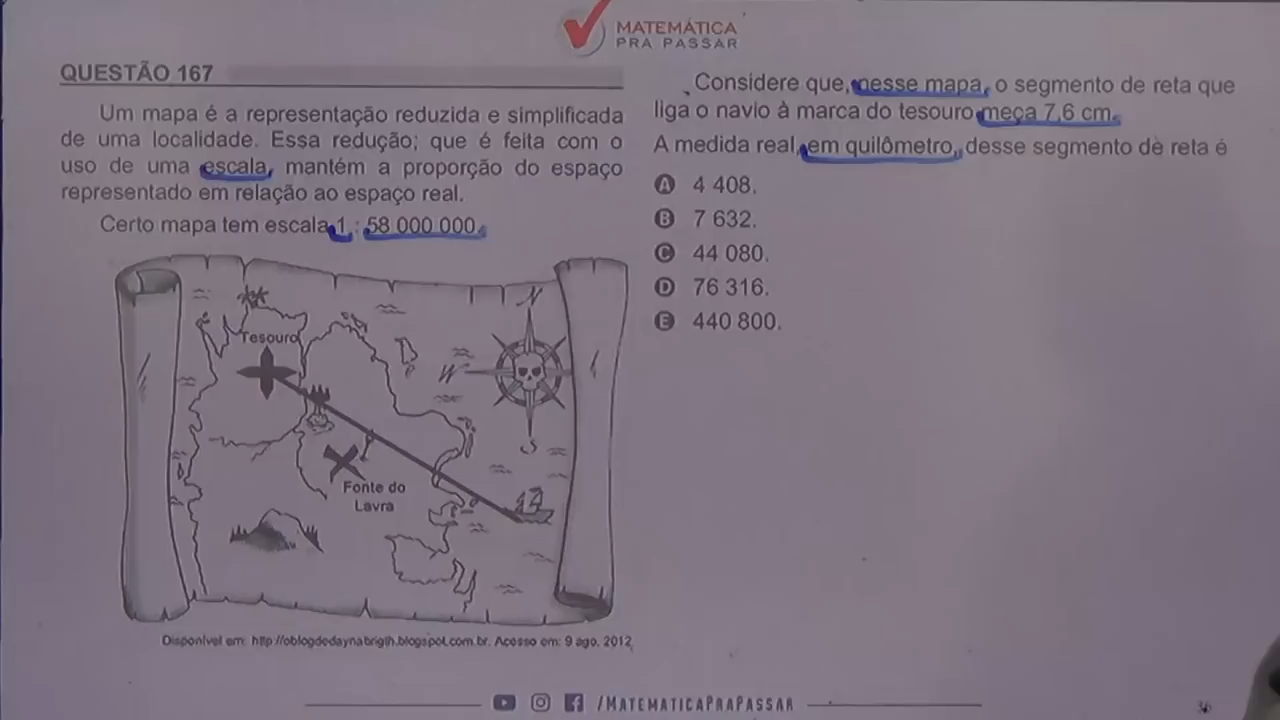 MATEMÁTICA
PRA PASSAR
QUESTÃO 167
Um mapa é a representação reduzida e simplificada
de uma localidade. Essa redução; que é feita com o
uso de uma escala, mantém a proporção do espaço
representado em relação ao espaço real.
Certo mapa tem escala 1 : 58 000 000.
N
Tesouro
W
S
Fonte do
Lavra
Disponível em: http://oblogdedaynabrigth.blogspot.com.br. Acesso em: 9 ago. 2012.
Considere que, nesse mapa, o segmento de reta que
liga o navio à marca do tesouro meça 7,6 cm.
A medida real, em quilômetro, desse segmento de reta é
A 4 408.
B 7 632.
C 44 080.
D 76 316.
E 440 800.
/MATEMATICAPRAPASSAR